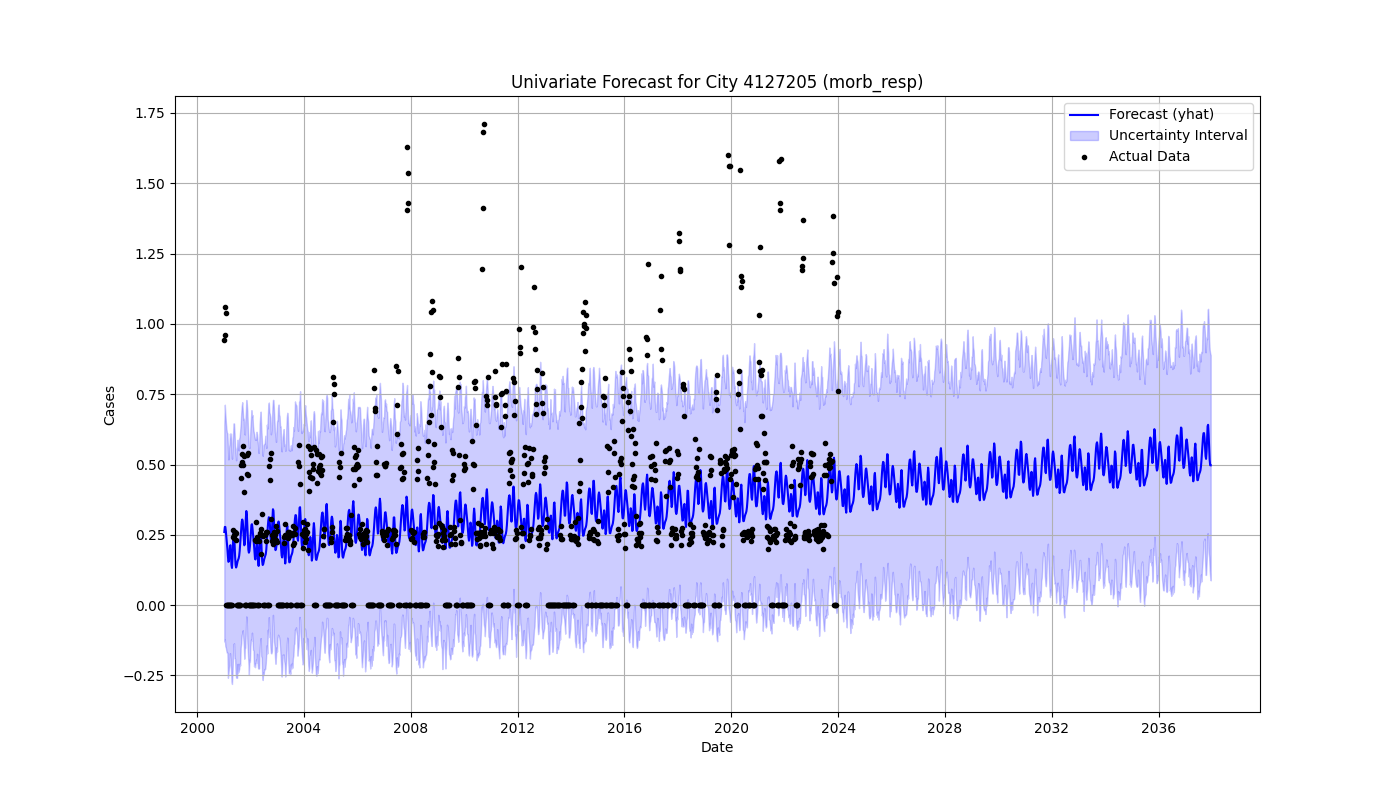 Univariate Forecast for City 4127205 (morb_resp)
Forecast (yhat)
Uncertainty Interval
Actual Data
Cases
1.75
1.50
1.25
1.00
0.75
0.50
0.25
0.00
−0.25
2000 2004 2008 2012 2016 2020 2024 2028 2032 2036
Date